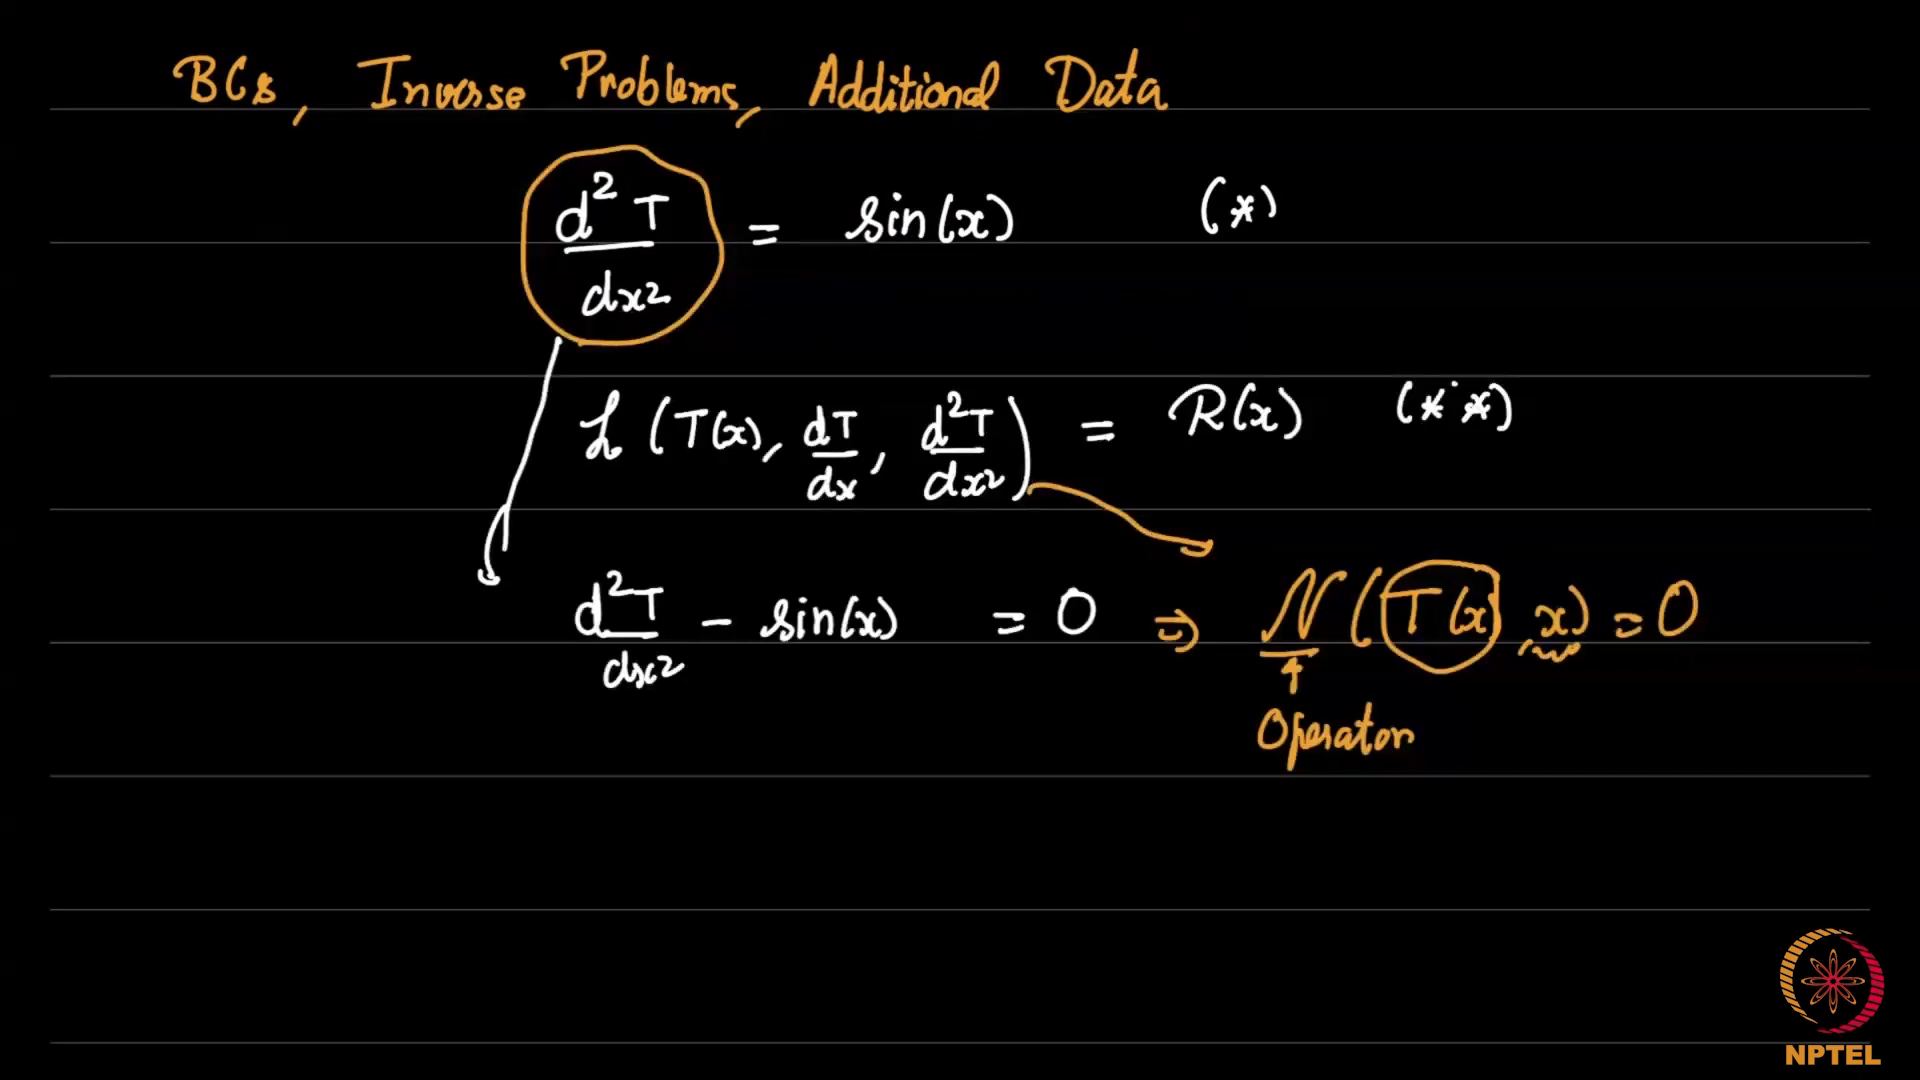 BCs, Inverse Problems, Additional Data
d²T/dx² = sin(x) (*)
ℒ(T(x), dT/dx, d²T/dx²) = R(x) (**)
d²T/dx² - sin(x) = 0 ⇒ 𝒩(T(x), x) = 0
Operator
NPTEL